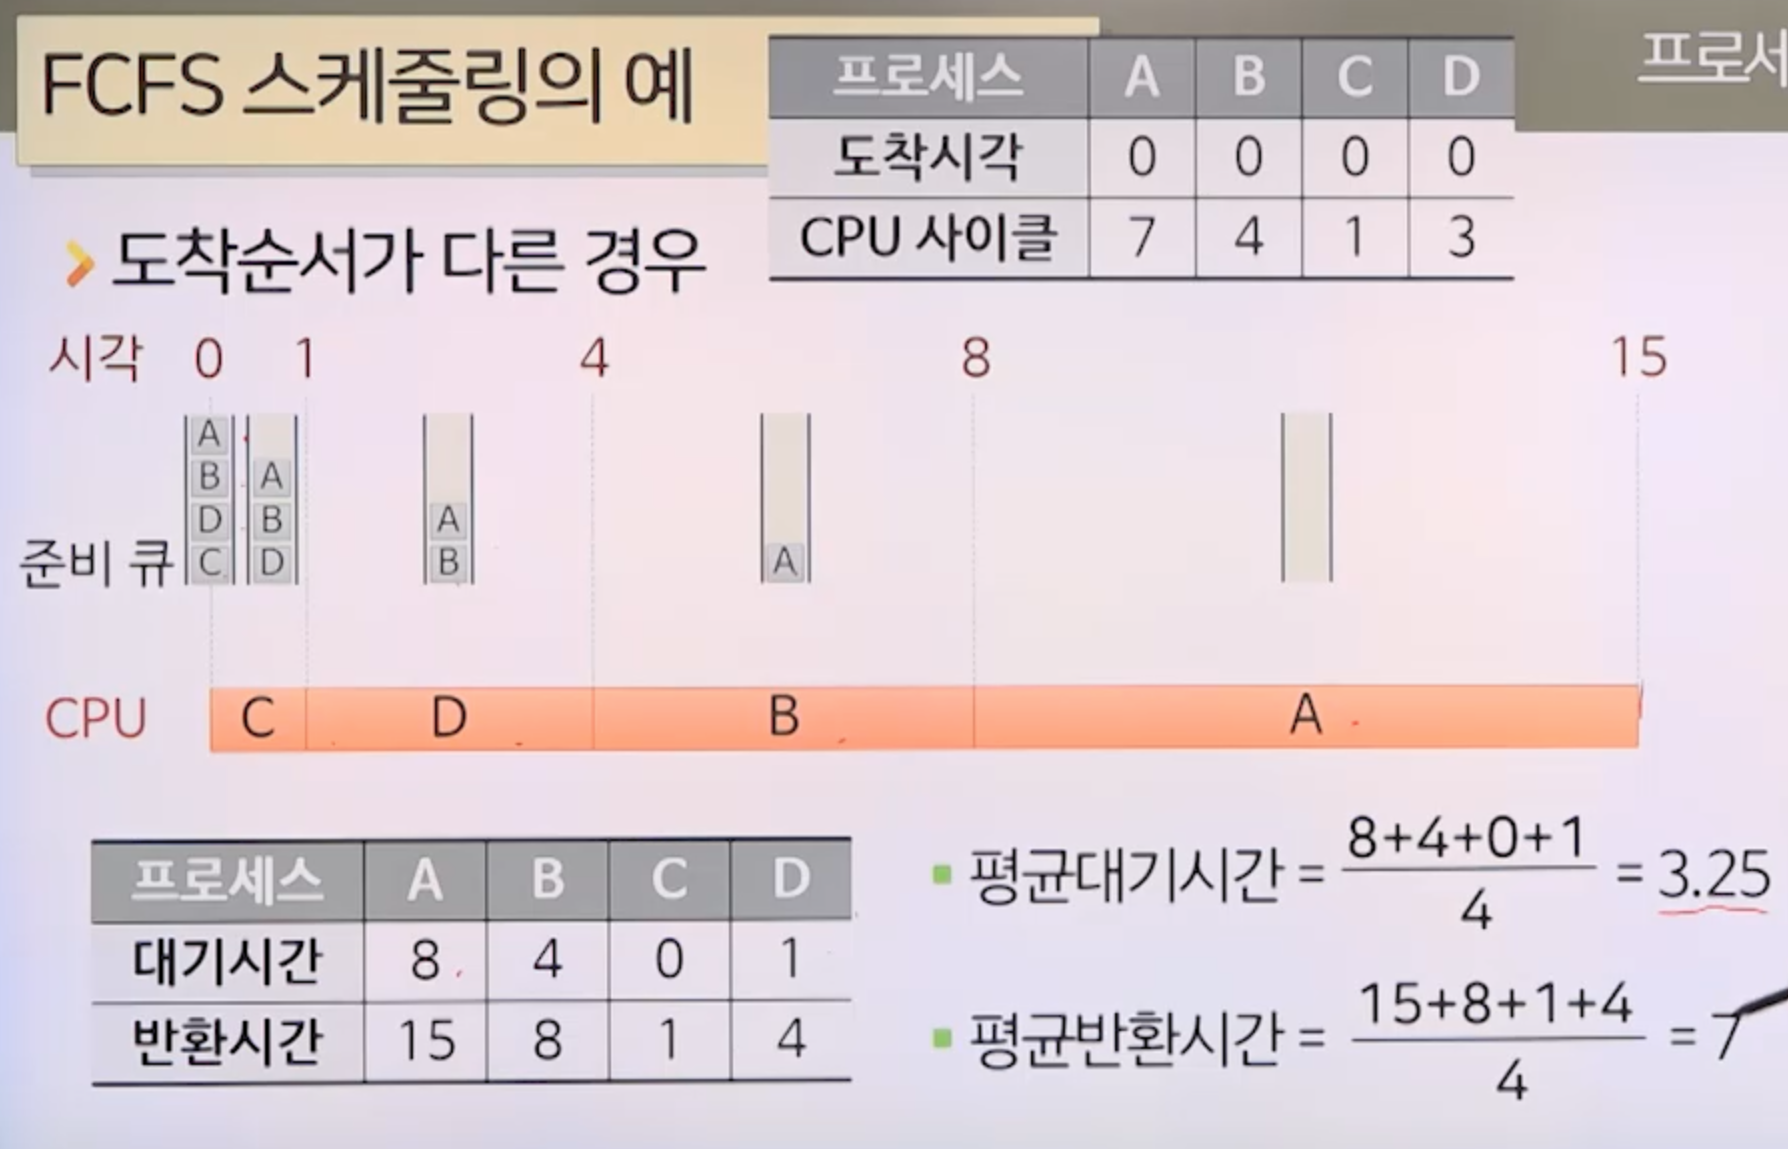 FCFS 스케줄링의 예
프로세
프로세스 A B C D
도착시각 0 0 0 0
CPU 사이클 7 4 1 3
도착순서가 다른 경우
시각 0 1 4 8 15
A
B A
D B A
준비 큐 C D B A
CPU C D B A
프로세스 A B C D
대기시간 8 4 0 1
반환시간 15 8 1 4
평균대기시간 = 8+4+0+1 / 4 = 3.25
평균반환시간 = 15+8+1+4 / 4 = 7